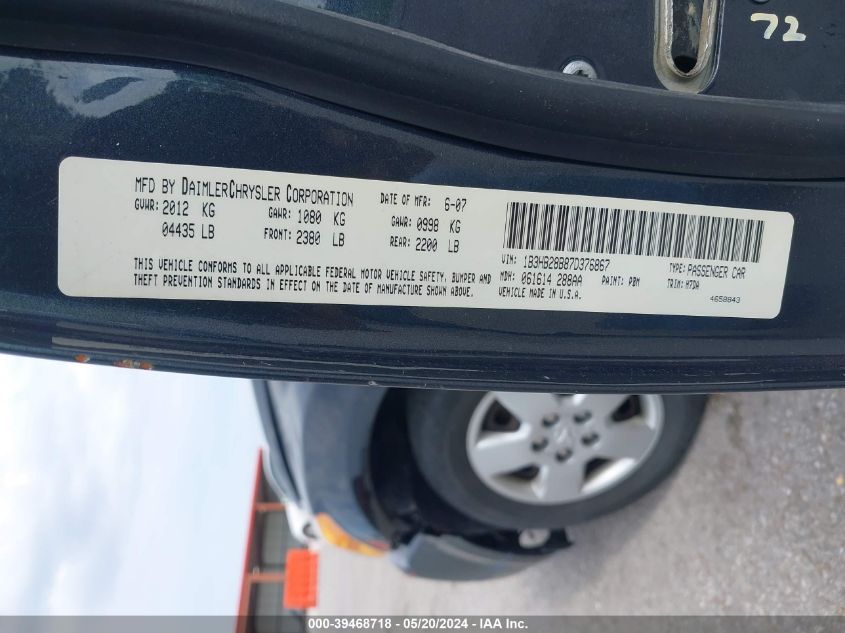 72
MFD BY DAIMLERCHRYSLER CORPORATION DATE OF MFR: 6-07
GVWR: 2012 KG GAWR: 1080 KG GAWR: 0998 KG
04435 LB FRONT: 2380 LB REAR: 2200 LB
THIS VEHICLE CONFORMS TO ALL APPLICABLE FEDERAL MOTOR VEHICLE SAFETY, BUMPER AND
THEFT PREVENTION STANDARDS IN EFFECT ON THE DATE OF MANUFACTURE SHOWN ABOVE.
VIN: 1B3HB28B87D376867 TYPE: PASSENGER CAR
MDH: 061614 288AA PAINT: PBM TRIM: H7DA
VEHICLE MADE IN U.S.A. 4658843
000-39468718 - 05/20/2024 - IAA Inc.